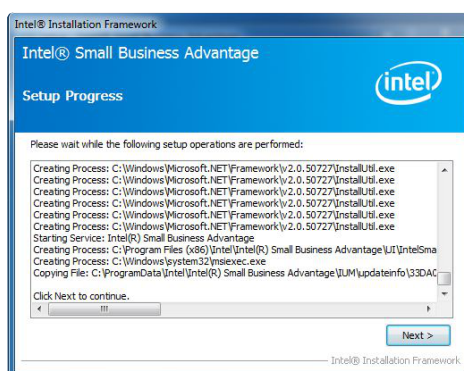 Intel® Installation Framework
Intel® Small Business Advantage
intel
Setup Progress
Please wait while the following setup operations are performed:
Creating Process: C:\Windows\Microsoft.NET\Framework\v2.0.50727\InstallUtil.exe
Creating Process: C:\Windows\Microsoft.NET\Framework\v2.0.50727\InstallUtil.exe
Creating Process: C:\Windows\Microsoft.NET\Framework\v2.0.50727\InstallUtil.exe
Creating Process: C:\Windows\Microsoft.NET\Framework\v2.0.50727\InstallUtil.exe
Creating Process: C:\Windows\Microsoft.NET\Framework\v2.0.50727\InstallUtil.exe
Creating Process: C:\Windows\Microsoft.NET\Framework\v2.0.50727\InstallUtil.exe
Starting Service: Intel(R) Small Business Advantage
Creating Process: C:\Program Files (x86)\Intel\Intel(R) Small Business Advantage\UI\IntelSma
Creating Process: C:\Windows\system32\msiexec.exe
Copying File: C:\ProgramData\Intel\Intel(R) Small Business Advantage\IUM\updateinfo\33DAC
Click Next to continue.
Next >
Intel® Installation Framework